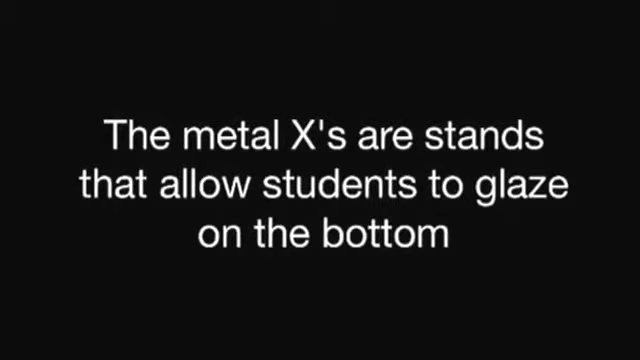 The metal X's are stands
that allow students to glaze
on the bottom